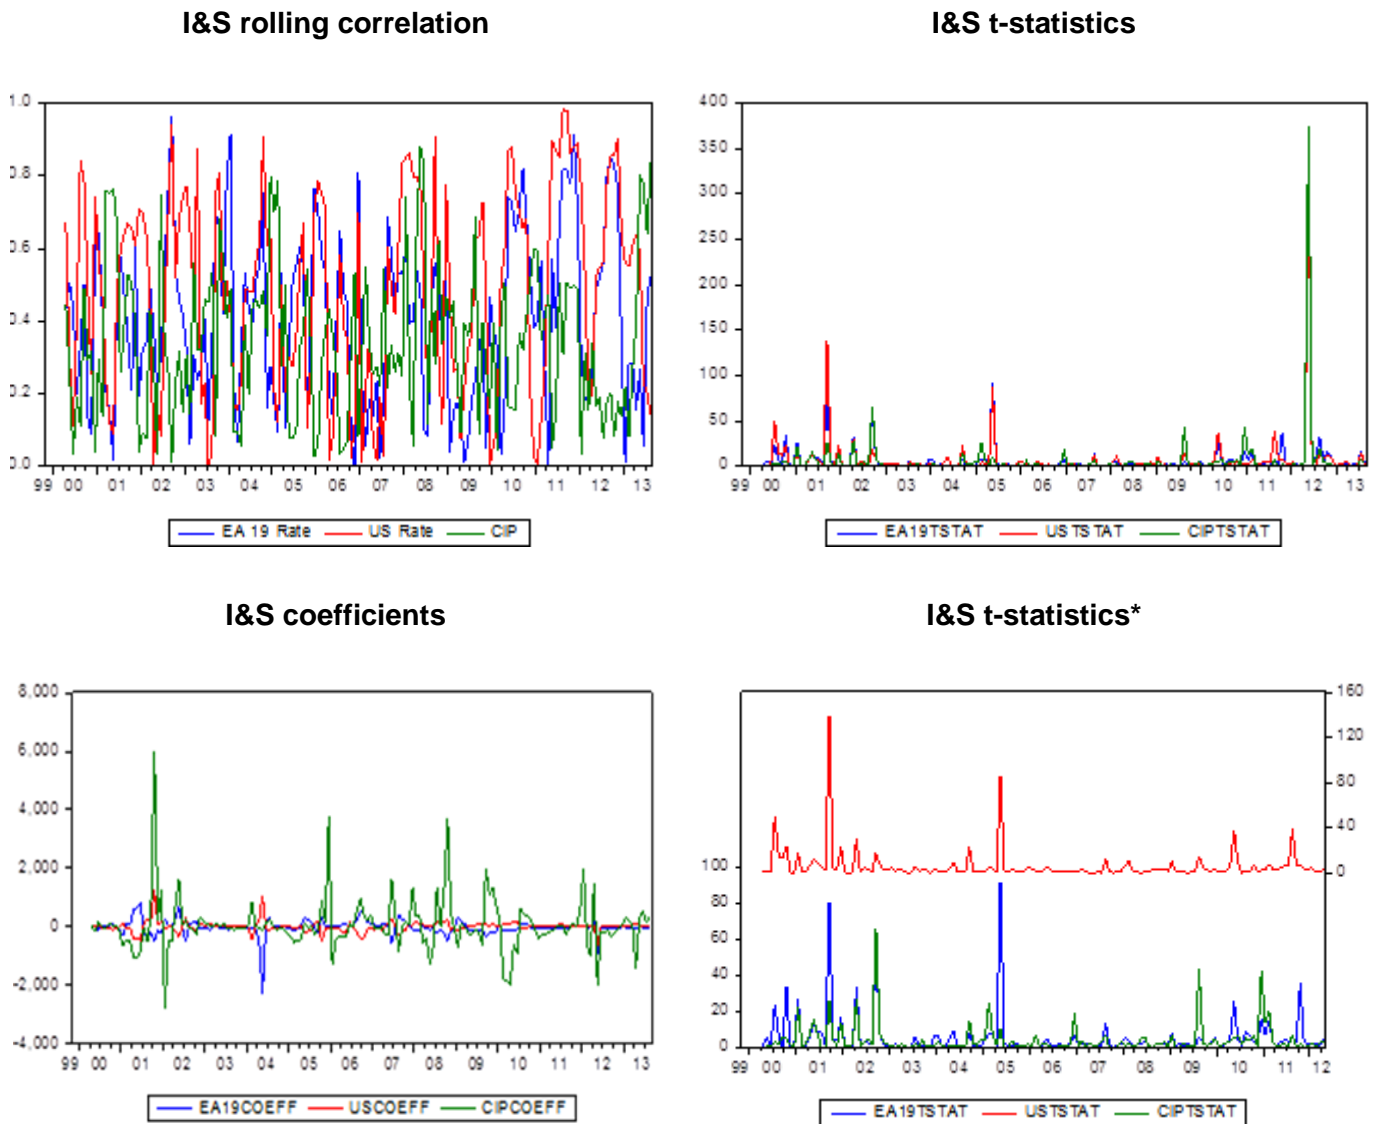 I&S rolling correlation
I&S t-statistics
1.0
0.8
0.6
0.4
0.2
0.0
99 00 01 02 03 04 05 06 07 08 09 10 11 12 13
EA 19 Rate US Rate CIP
400
350
300
250
200
150
100
50
0
99 00 01 02 03 04 05 06 07 08 09 10 11 12 13
EA19TSTAT USTSTAT CIPTSTAT
I&S coefficients
I&S t-statistics*
8,000
6,000
4,000
2,000
0
-2,000
-4,000
99 00 01 02 03 04 05 06 07 08 09 10 11 12 13
EA19COEFF USCOEFF CIPCOEFF
160
120
80
40
0
100
80
60
40
20
0
99 00 01 02 03 04 05 06 07 08 09 10 11 12
EA19TSTAT USTSTAT CIPTSTAT